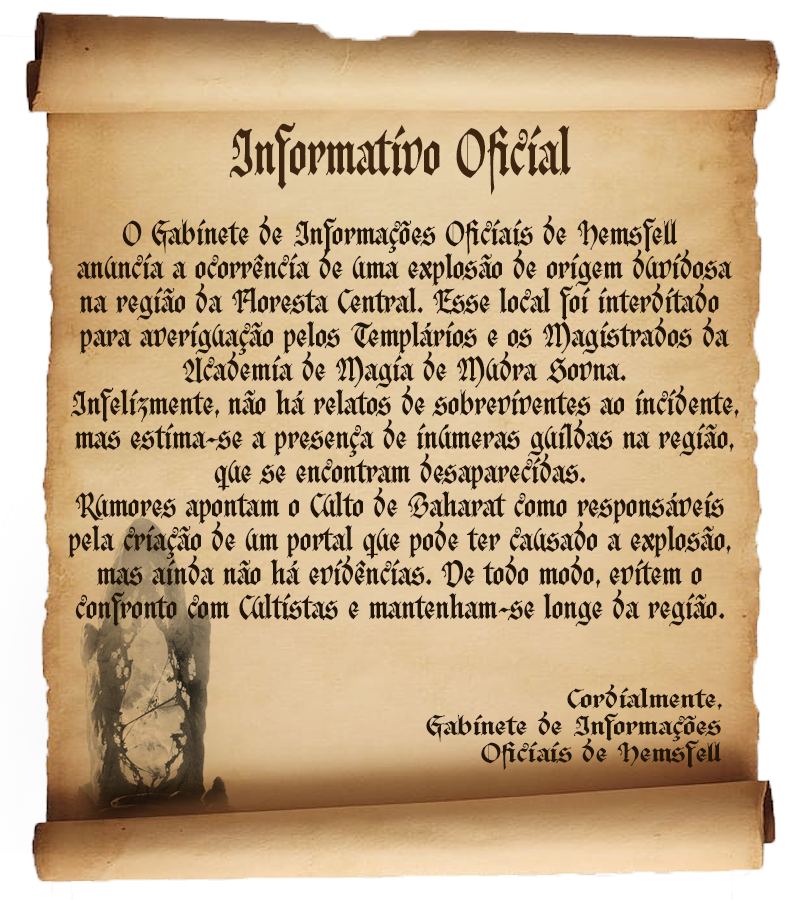 Informativo Oficial
O Gabinete de Informações Oficiais de Hemsfell
anuncia a ocorrência de uma explosão de origem duvidosa
na região da Floresta Central. Esse local foi interditado
para averiguação pelos Templários e os Magistrados da
Academia de Magia de Mudra Sovna.
Infelizmente, não há relatos de sobreviventes ao incidente,
mas estima-se a presença de inúmeras guildas na região,
que se encontram desaparecidas.
Rumores apontam o Culto de Baharat como responsáveis
pela criação de um portal que pode ter causado a explosão,
mas ainda não há evidências. De todo modo, evitem o
confronto com Cultistas e mantenham-se longe da região.
Cordialmente,
Gabinete de Informações
Oficiais de Hemsfell